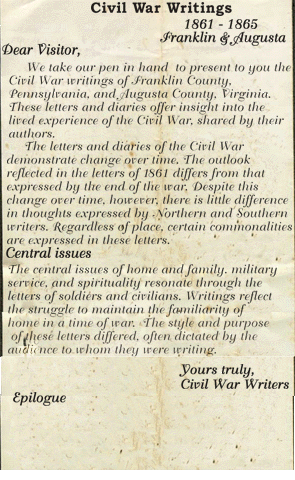 Civil War Writings
1861 - 1865
Franklin & Augusta
Dear Visitor,
We take our pen in hand to present to you the
Civil War writings of Franklin County,
Pennsylvania, and Augusta County, Virginia.
These letters and diaries offer insight into the
lived experience of the Civil War, shared by their
authors.
The letters and diaries of the Civil War
demonstrate change over time. The outlook
reflected in the letters of 1861 differs from that
expressed by the end of the war. Despite this
change over time, however, there is little difference
in thoughts expressed by Northern and Southern
writers. Regardless of place, certain commonalities
are expressed in these letters.
Central issues
The central issues of home and family, military
service, and spirituality resonate through the
letters of soldiers and civilians. Writings reflect
the struggle to maintain the familiarity of
home in a time of war. The style and purpose
of these letters differed, often dictated by the
audience to whom they were writing.
Yours truly,
Civil War Writers
Epilogue